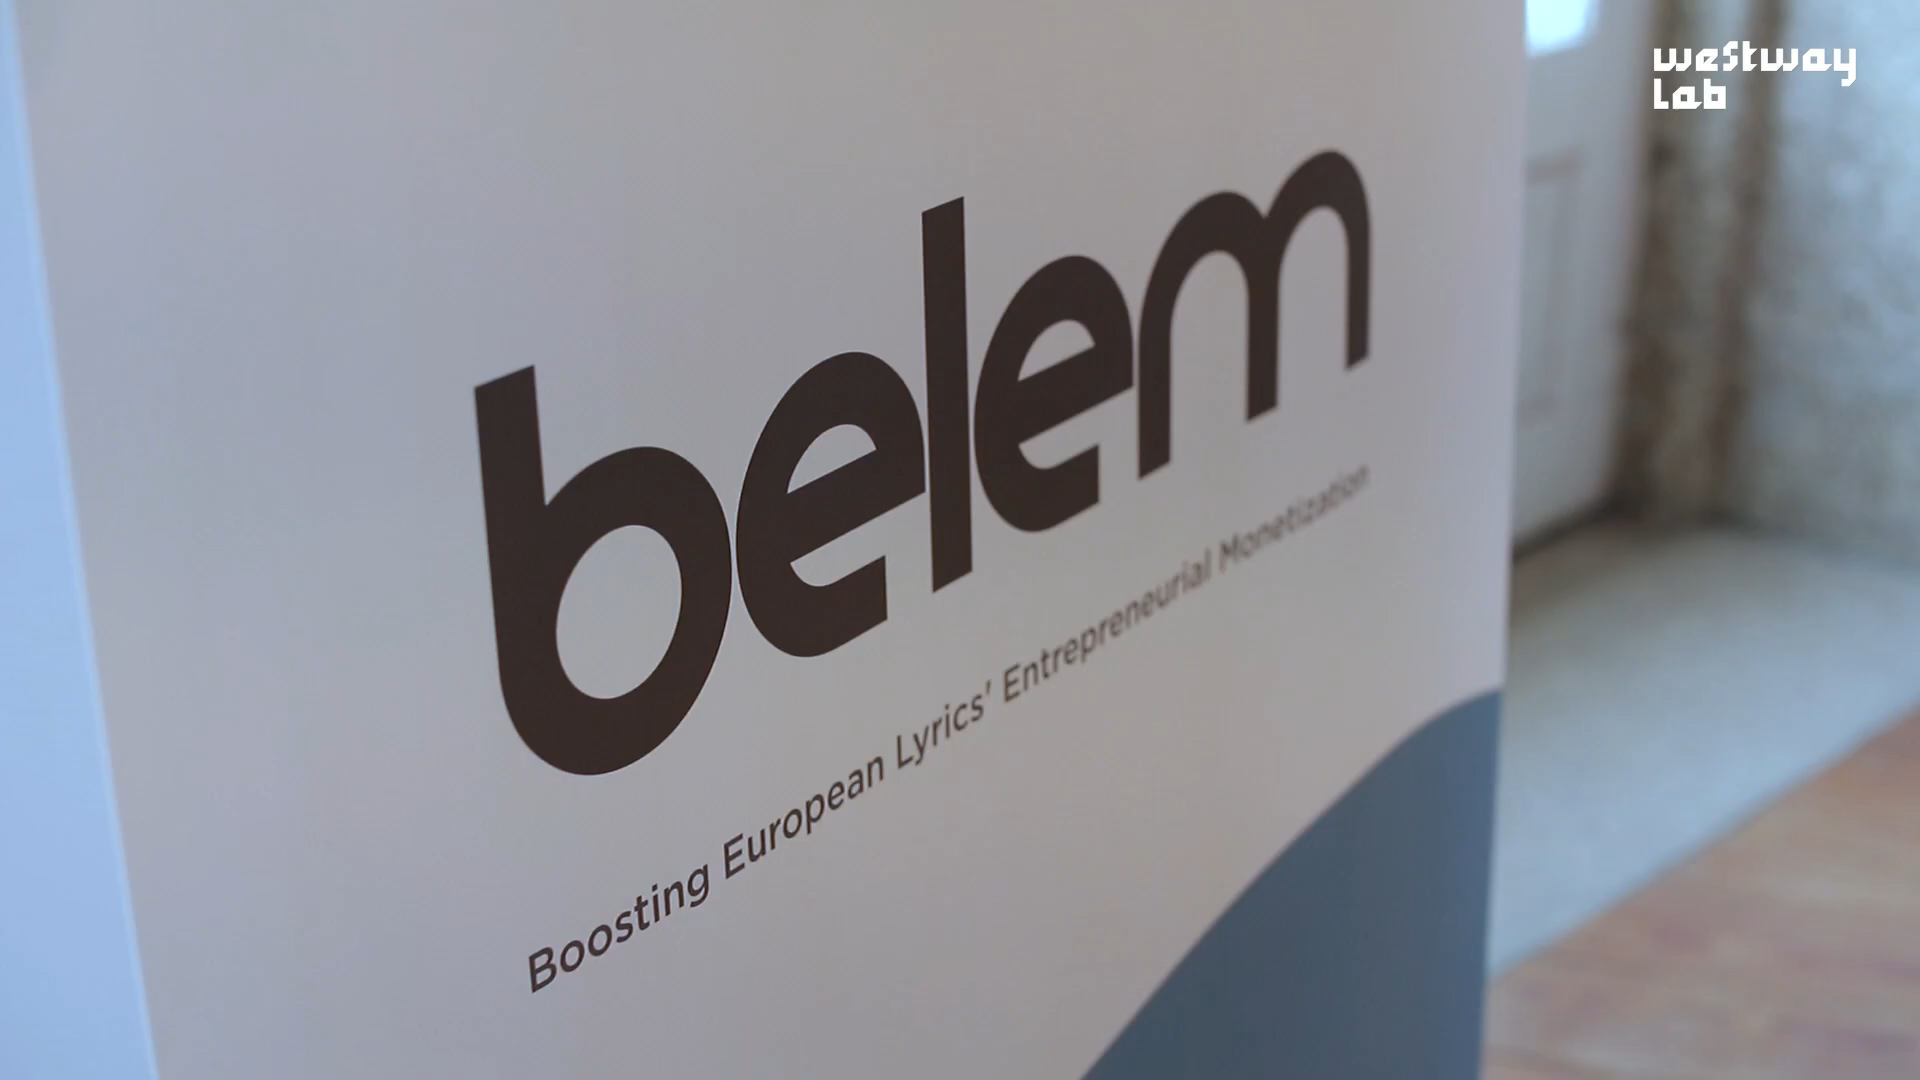 westway
lab
belem
Boosting European Lyrics' Entrepreneurial Monetization